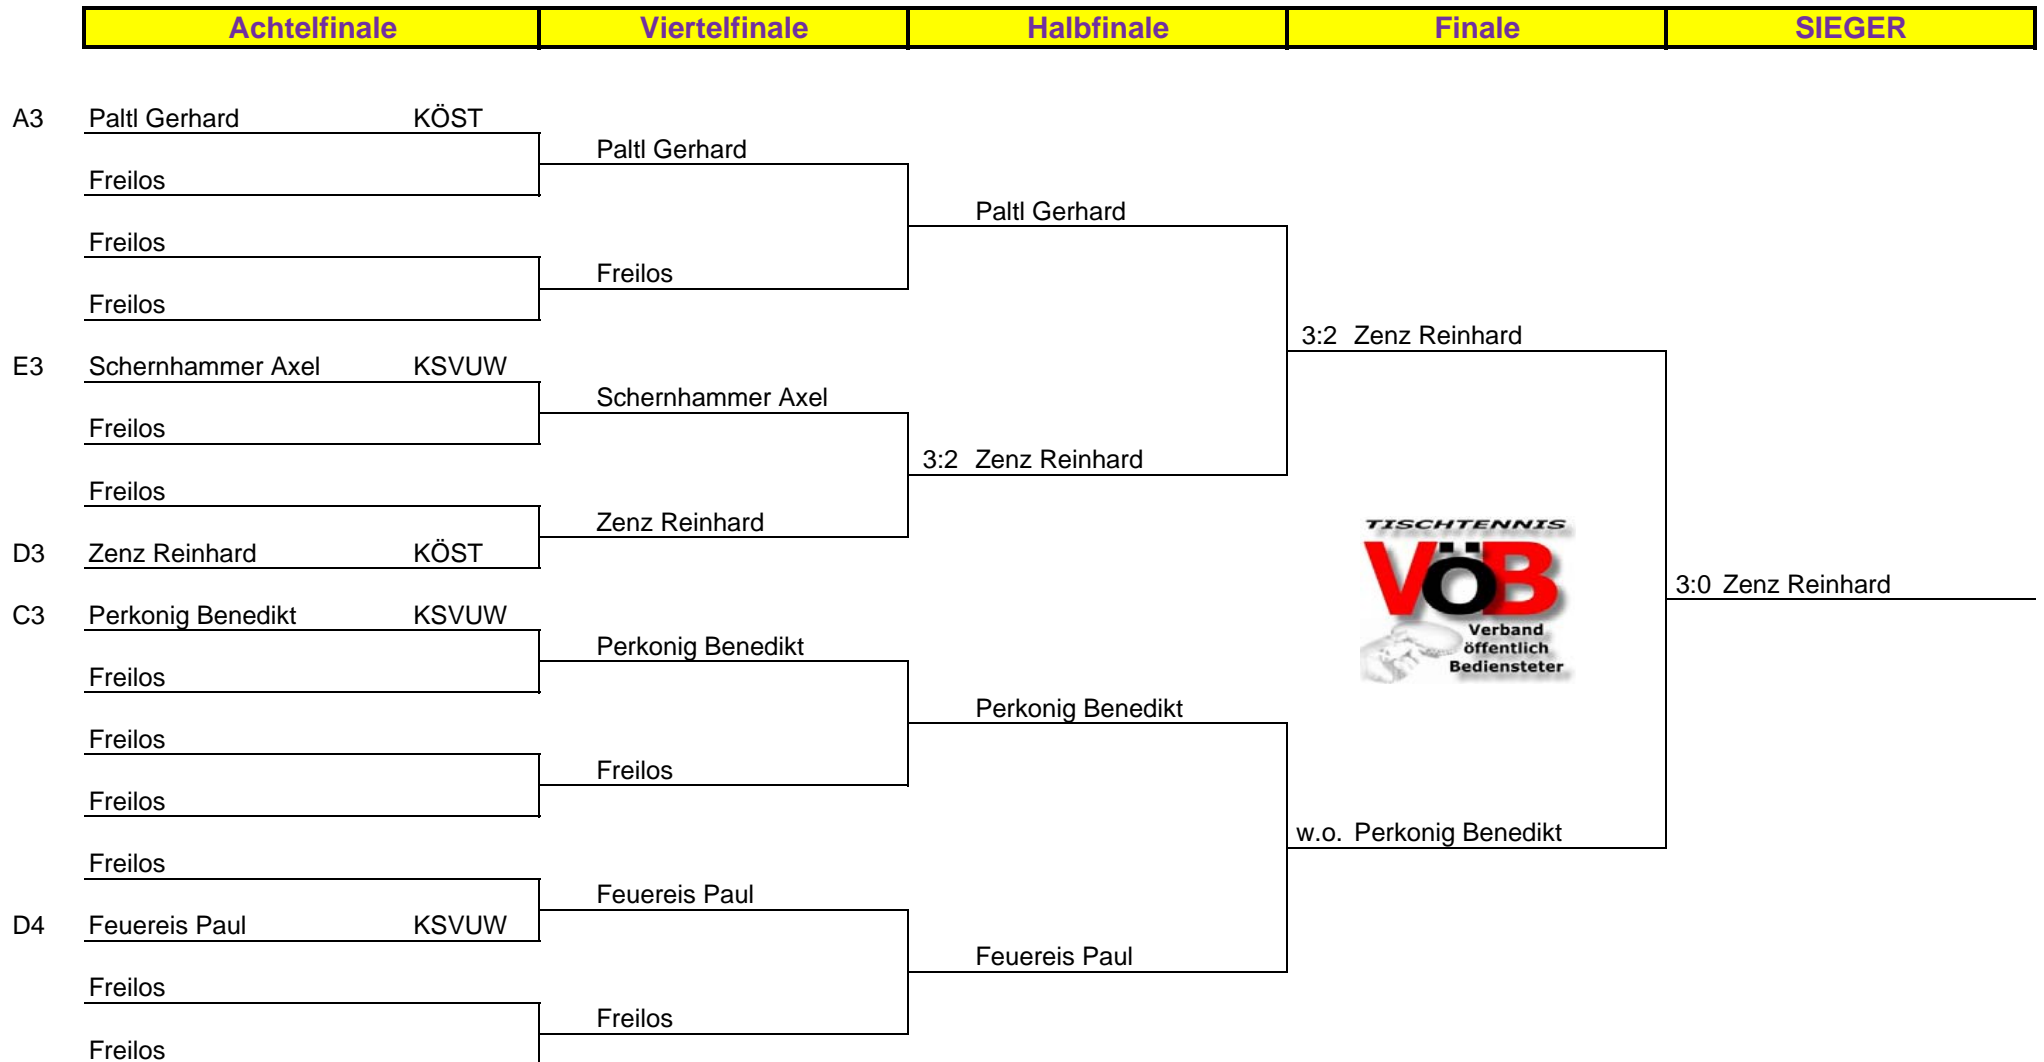 Achtelfinale Viertelfinale Halbfinale Finale SIEGER
A3 Paltl Gerhard KÖST
Paltl Gerhard
Freilos
Paltl Gerhard
Freilos
Freilos
Freilos
3:2 Zenz Reinhard
E3 Schernhammer Axel KSVUW
Schernhammer Axel
Freilos
3:2 Zenz Reinhard
Freilos
Zenz Reinhard
TISCHTENNIS
VÖB
Verband
öffentlich
Bediensteter
D3 Zenz Reinhard KÖST
3:0 Zenz Reinhard
C3 Perkonig Benedikt KSVUW
Perkonig Benedikt
Freilos
Perkonig Benedikt
Freilos
Freilos
Freilos
w.o. Perkonig Benedikt
Freilos
Feuereis Paul
D4 Feuereis Paul KSVUW
Feuereis Paul
Freilos
Freilos
Freilos